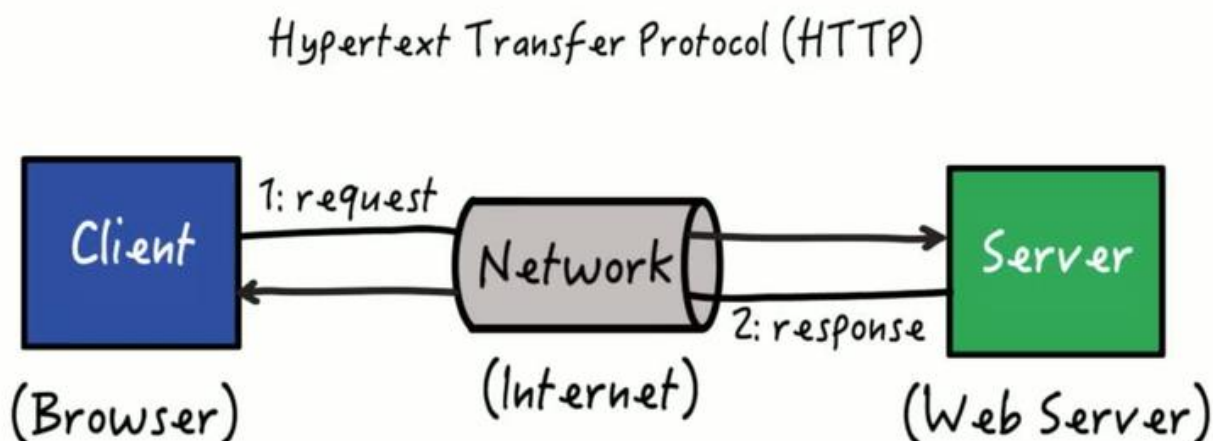 Hypertext Transfer Protocol (HTTP)
1: request
Client
Network
Server
2: response
(Browser)
(Internet)
(Web Server)